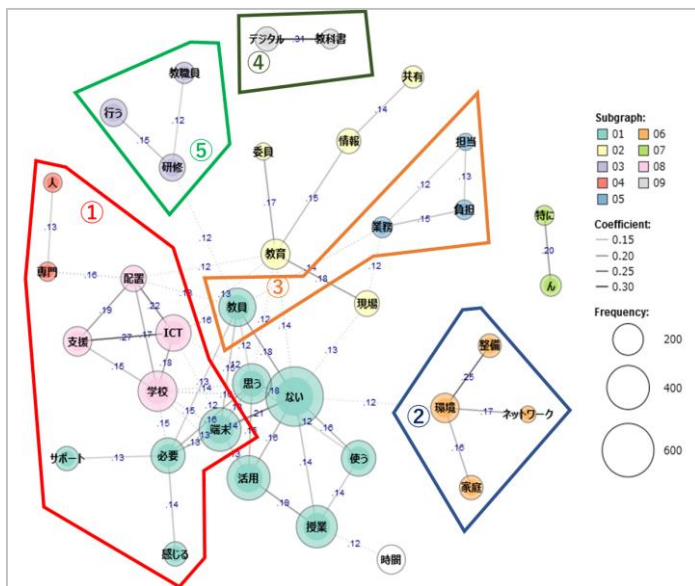 デジタル
.31
教科書
④
共有
教職員
行う
.12
.15
研修
⑤
.14
委員
情報
担当
.12
.13
.17
.15
業務
.15
負担
人
①
.13
専門
.16
配置
.12
.12
教育
.14
.18
現場
.12
特に
.20
ん
③
.13
教員
.14
.13
.19
.22
支援
.27
.17
ICT
.15
.18
学校
.16
.12
.18
思う
.18
ない
.12
整備
.25
環境
②
.17
ネットワーク
.16
家庭
.13
.14
.15
.21
.14
端末
.13
.13
サポート
.13
必要
.14
感じる
.16
活用
.19
.14
.12
.16
使う
.14
授業
.12
時間
Subgraph:
01 06
02 07
03 08
04 09
05
Coefficient:
0.15
0.20
0.25
0.30
Frequency:
200
400
600